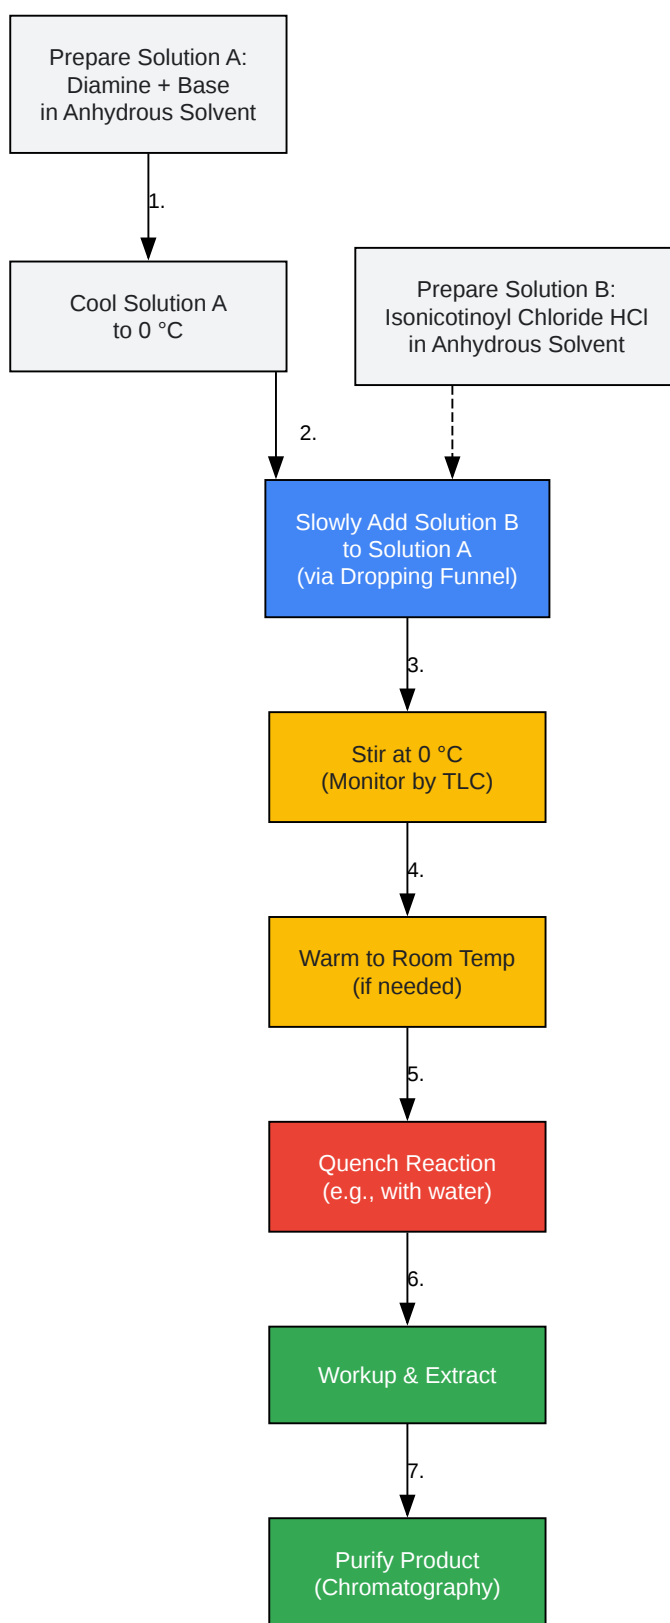 Prepare Solution A:
Diamine + Base
in Anhydrous Solvent
1.
Cool Solution A
to 0 °C
Prepare Solution B:
Isonicotinoyl Chloride HCl
in Anhydrous Solvent
2.
Slowly Add Solution B
to Solution A
(via Dropping Funnel)
3.
Stir at 0 °C
(Monitor by TLC)
4.
Warm to Room Temp
(if needed)
5.
Quench Reaction
(e.g., with water)
6.
Workup & Extract
7.
Purify Product
(Chromatography)